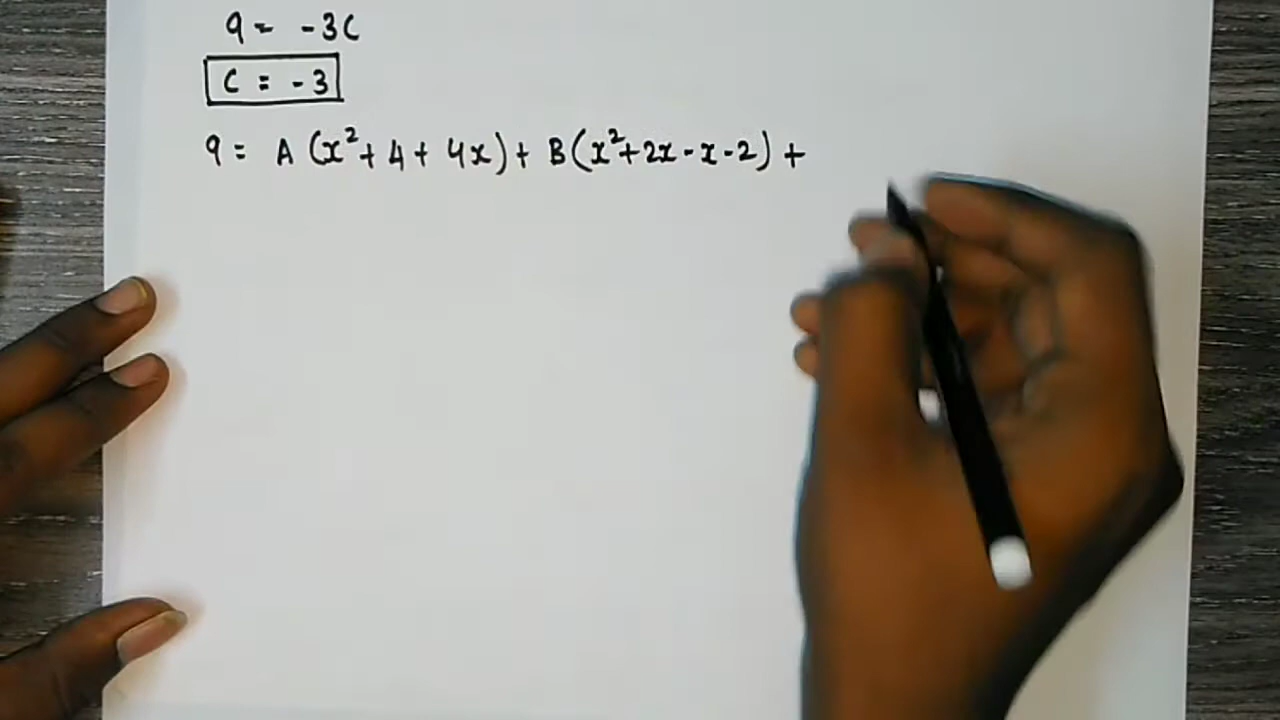 9 = -3C
C = -3
9 = A (x² + 4 + 4x) + B(x² + 2x - x - 2) +